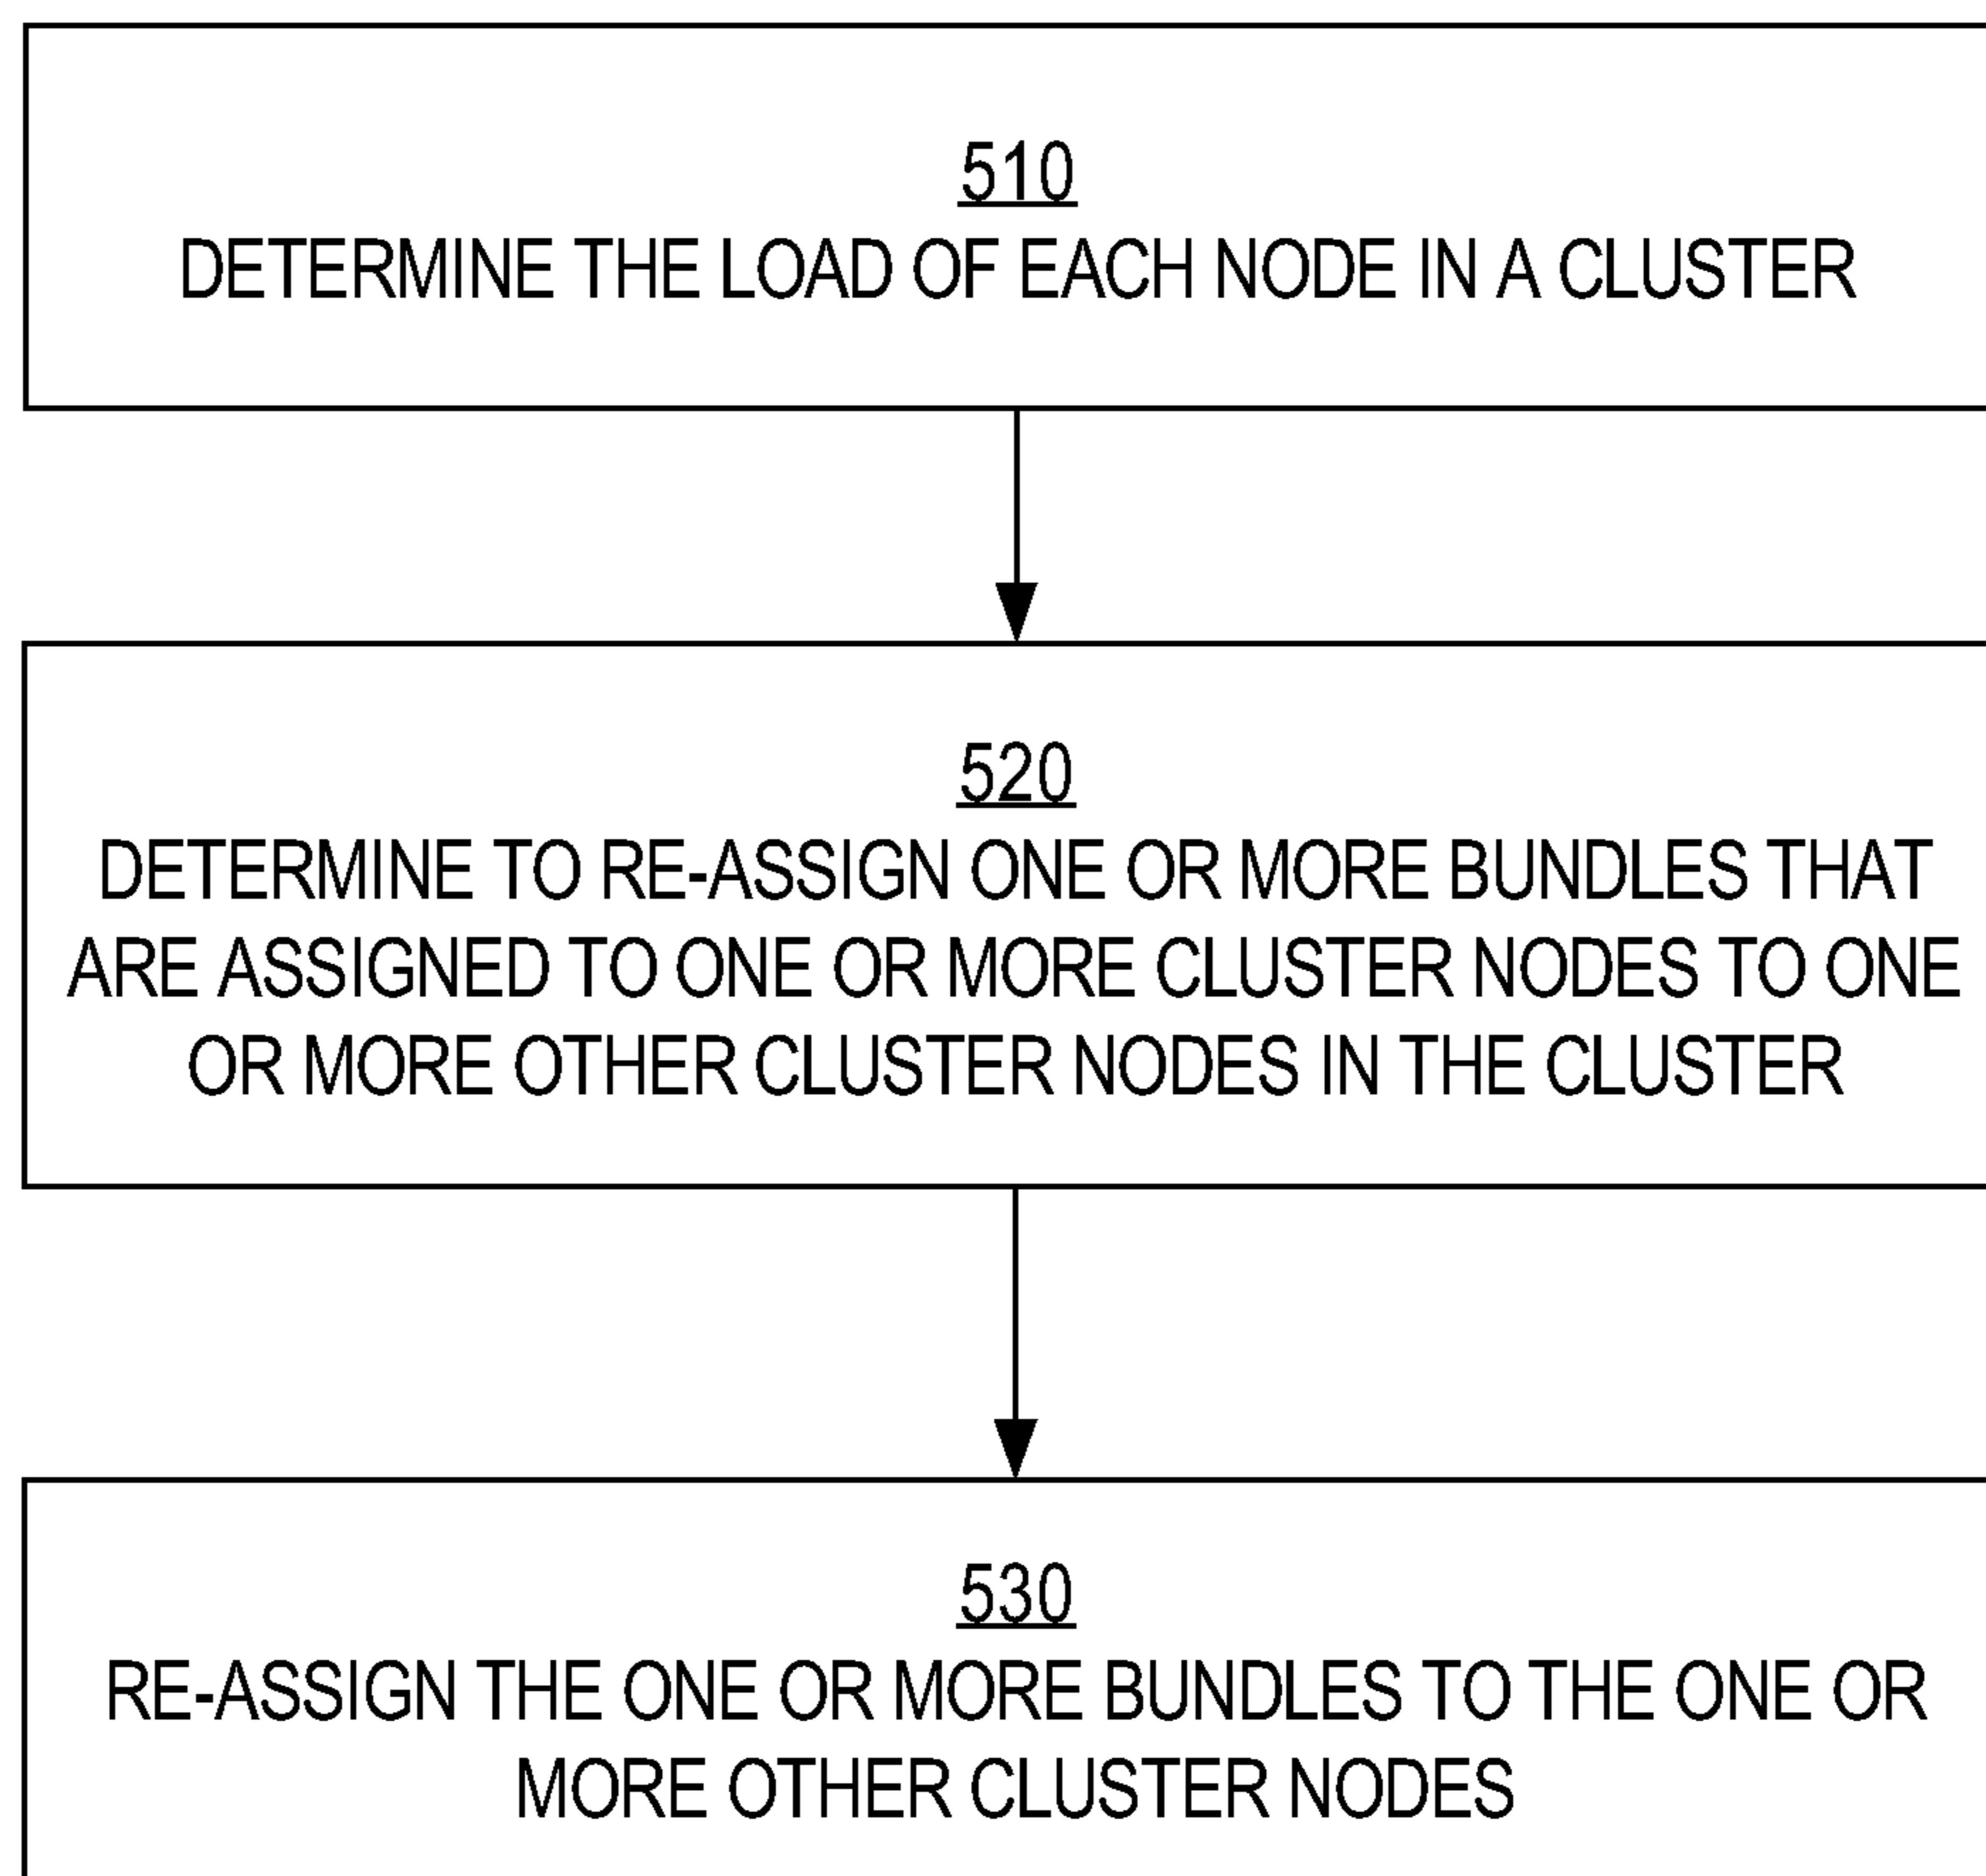 510
DETERMINE THE LOAD OF EACH NODE IN A CLUSTER
520
DETERMINE TO RE-ASSIGN ONE OR MORE BUNDLES THAT
ARE ASSIGNED TO ONE OR MORE CLUSTER NODES TO ONE
OR MORE OTHER CLUSTER NODES IN THE CLUSTER
530
RE-ASSIGN THE ONE OR MORE BUNDLES TO THE ONE OR
MORE OTHER CLUSTER NODES